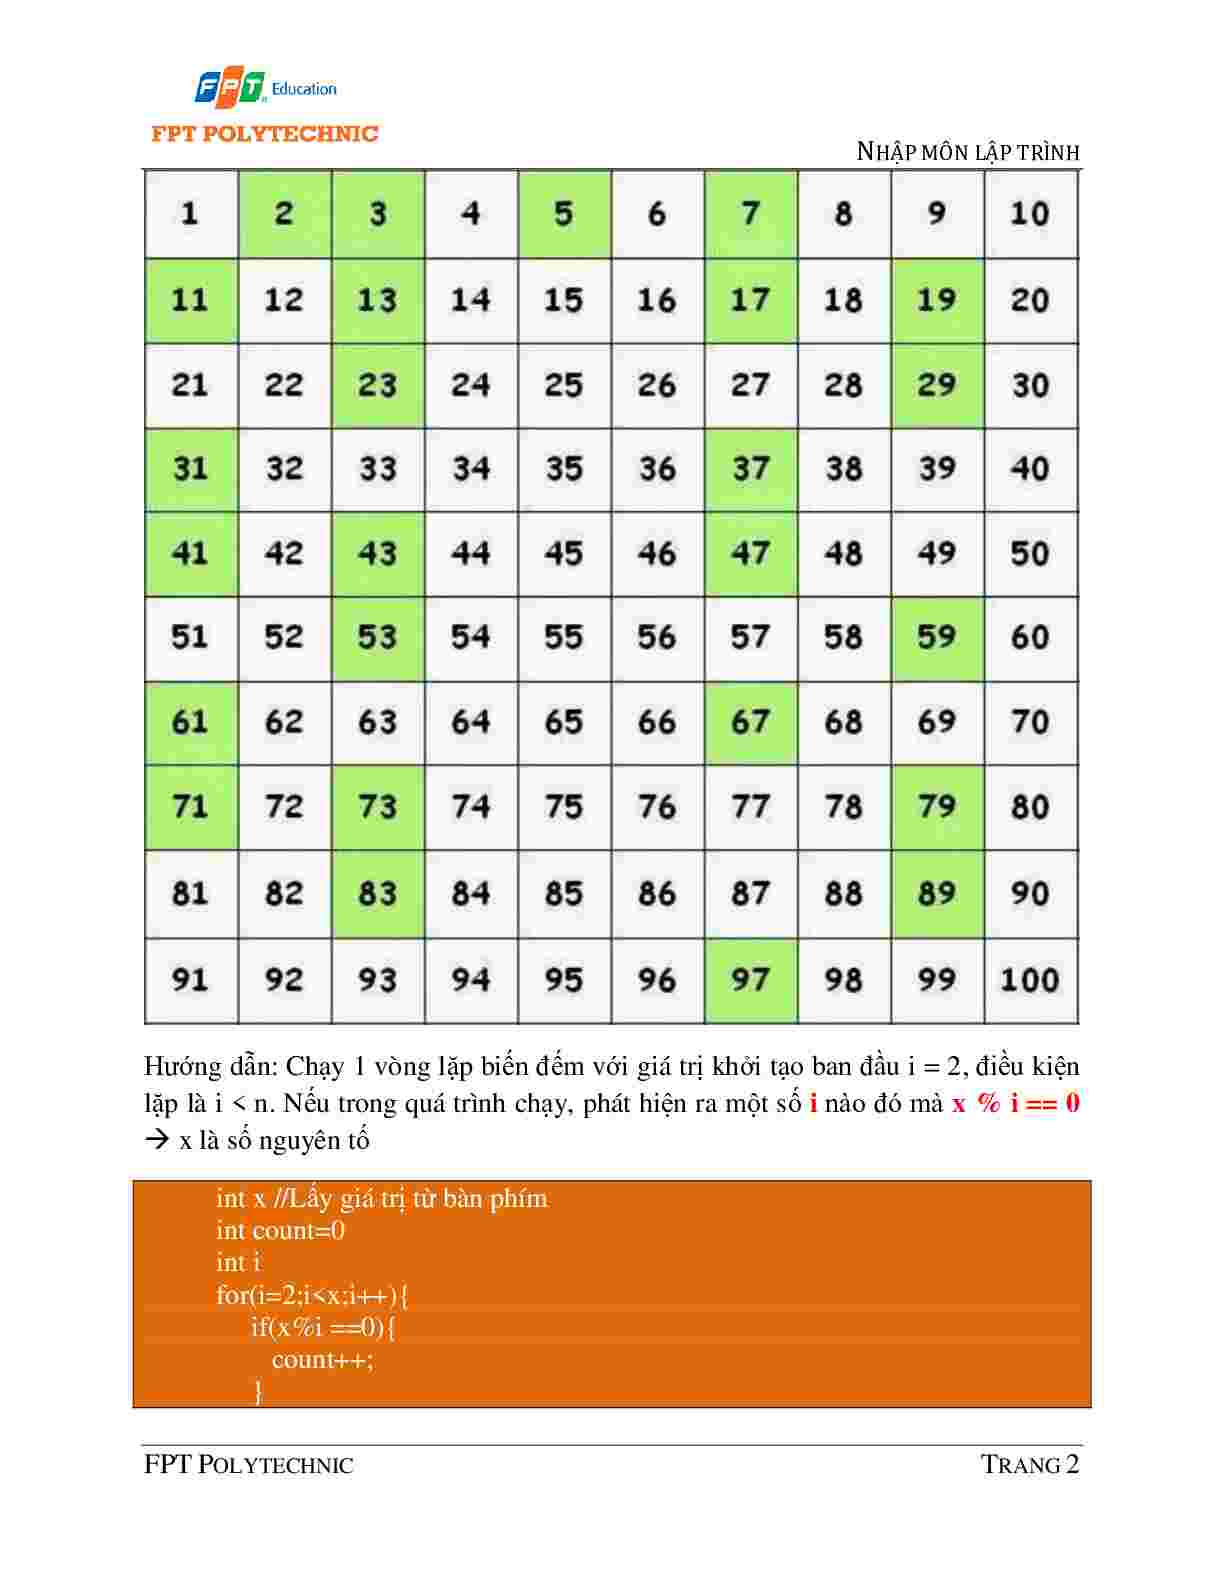 FPT Education
FPT POLYTECHNIC
NHẬP MÔN LẬP TRÌNH
1 2 3 4 5 6 7 8 9 10
11 12 13 14 15 16 17 18 19 20
21 22 23 24 25 26 27 28 29 30
31 32 33 34 35 36 37 38 39 40
41 42 43 44 45 46 47 48 49 50
51 52 53 54 55 56 57 58 59 60
61 62 63 64 65 66 67 68 69 70
71 72 73 74 75 76 77 78 79 80
81 82 83 84 85 86 87 88 89 90
91 92 93 94 95 96 97 98 99 100
Hướng dẫn: Chạy 1 vòng lặp biến đếm với giá trị khởi tạo ban đầu i = 2, điều kiện
lặp là i < n. Nếu trong quá trình chạy, phát hiện ra một số i nào đó mà x % i == 0
→ x là số nguyên tố
int x //Lấy giá trị từ bàn phím
int count=0
int i
for(i=2;i<x;i++){
if(x%i ==0){
count++;
}
FPT POLYTECHNIC TRANG 2